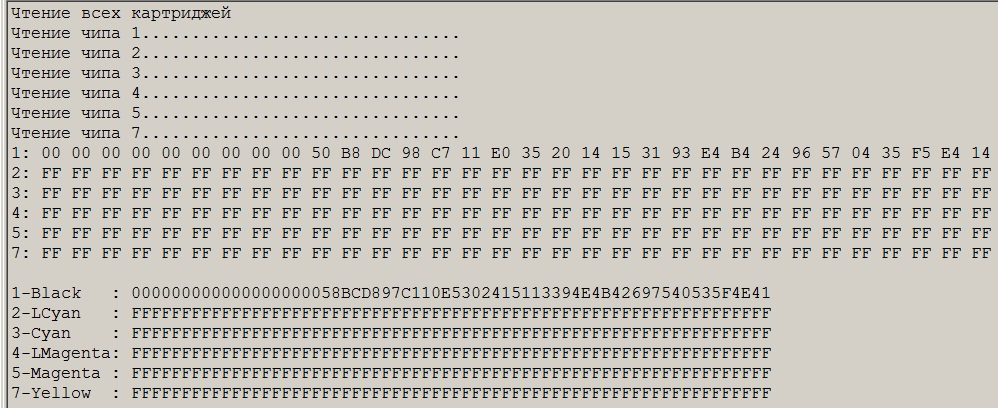 Чтение всех картриджей
Чтение чипа 1................................
Чтение чипа 2................................
Чтение чипа 3................................
Чтение чипа 4................................
Чтение чипа 5................................
Чтение чипа 7................................
1: 00 00 00 00 00 00 00 00 00 50 B8 DC 98 C7 11 E0 35 20 14 15 31 93 E4 B4 24 96 57 04 35 F5 E4 14
2: FF FF FF FF FF FF FF FF FF FF FF FF FF FF FF FF FF FF FF FF FF FF FF FF FF FF FF FF FF FF FF FF
3: FF FF FF FF FF FF FF FF FF FF FF FF FF FF FF FF FF FF FF FF FF FF FF FF FF FF FF FF FF FF FF FF
4: FF FF FF FF FF FF FF FF FF FF FF FF FF FF FF FF FF FF FF FF FF FF FF FF FF FF FF FF FF FF FF FF
5: FF FF FF FF FF FF FF FF FF FF FF FF FF FF FF FF FF FF FF FF FF FF FF FF FF FF FF FF FF FF FF FF
7: FF FF FF FF FF FF FF FF FF FF FF FF FF FF FF FF FF FF FF FF FF FF FF FF FF FF FF FF FF FF FF FF
1-Black   : 000000000000000000058BCD897C110E5302415113394E4B42697540535F4E41
2-LCyan   : FFFFFFFFFFFFFFFFFFFFFFFFFFFFFFFFFFFFFFFFFFFFFFFFFFFFFFFFFFFFFFFF
3-Cyan    : FFFFFFFFFFFFFFFFFFFFFFFFFFFFFFFFFFFFFFFFFFFFFFFFFFFFFFFFFFFFFFFF
4-LMagenta: FFFFFFFFFFFFFFFFFFFFFFFFFFFFFFFFFFFFFFFFFFFFFFFFFFFFFFFFFFFFFFFF
5-Magenta : FFFFFFFFFFFFFFFFFFFFFFFFFFFFFFFFFFFFFFFFFFFFFFFFFFFFFFFFFFFFFFFF
7-Yellow  : FFFFFFFFFFFFFFFFFFFFFFFFFFFFFFFFFFFFFFFFFFFFFFFFFFFFFFFFFFFFFFFF